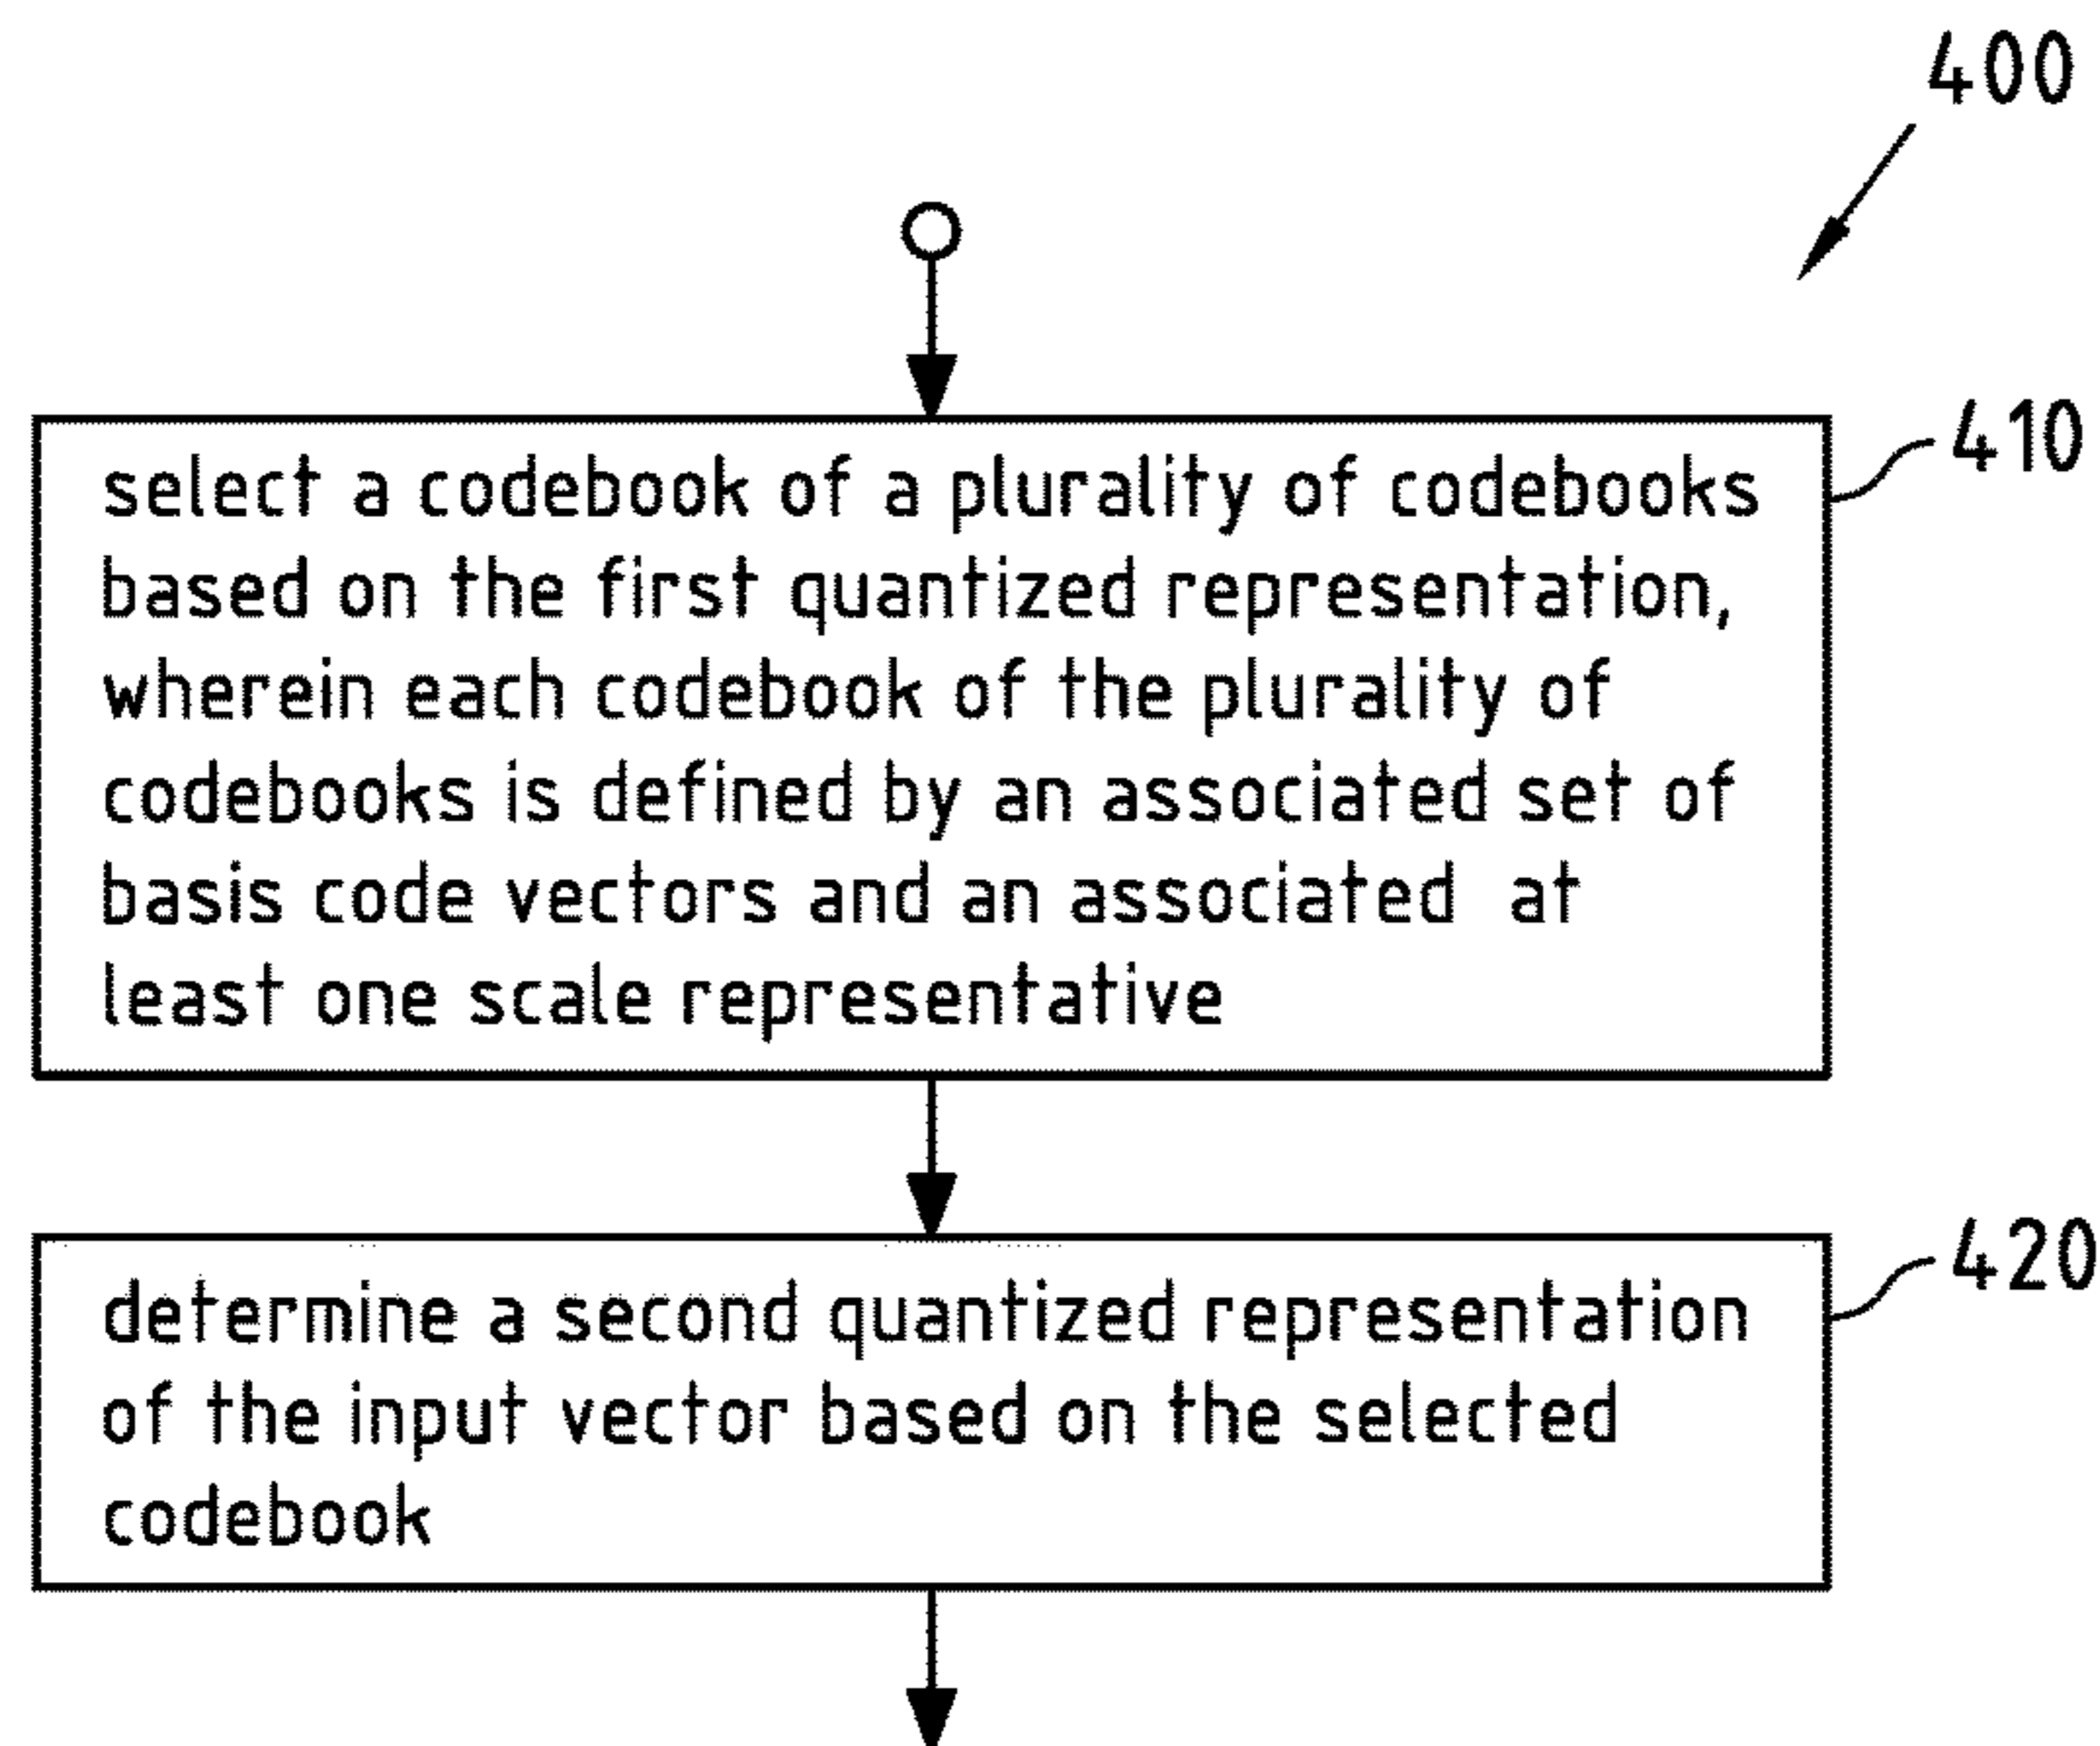 400
410
select a codebook of a plurality of codebooks
based on the first quantized representation,
wherein each codebook of the plurality of
codebooks is defined by an associated set of
basis code vectors and an associated at
least one scale representative
420
determine a second quantized representation
of the input vector based on the selected
codebook